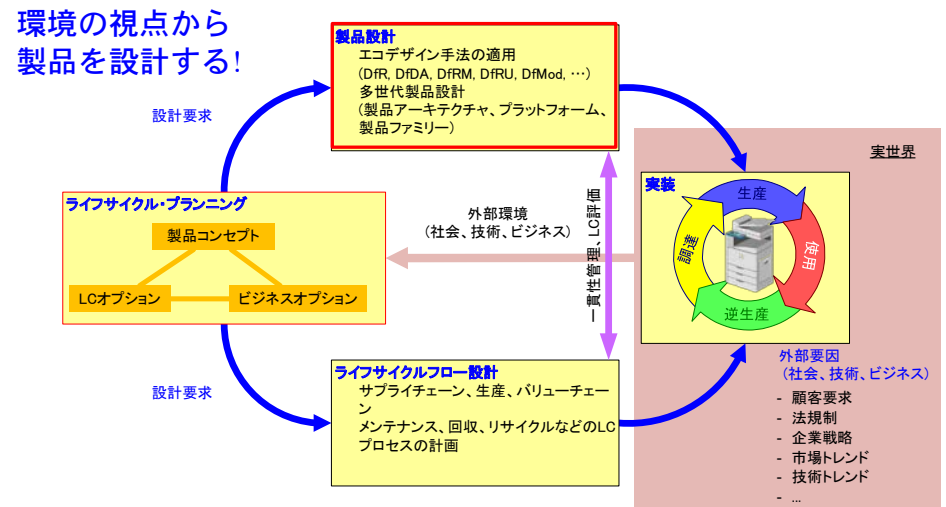 環境の視点から
製品を設計する!
製品設計
エコデザイン手法の適用
(DfR, DfDA, DfRM, DfRU, DfMod, …)
多世代製品設計
(製品アーキテクチャ、プラットフォーム、
製品ファミリー)
設計要求
実世界
ライフサイクル・プランニング
製品コンセプト
LCオプション
ビジネスオプション
外部環境
(社会、技術、ビジネス)
一貫性管理、LC評価
実装
生産
使用
逆生産
調達
設計要求
ライフサイクルフロー設計
サプライチェーン、生産、バリューチェー
ン
メンテナンス、回収、リサイクルなどのLC
プロセスの計画
外部要因
(社会、技術、ビジネス)
- 顧客要求
- 法規制
- 企業戦略
- 市場トレンド
- 技術トレンド
- ...